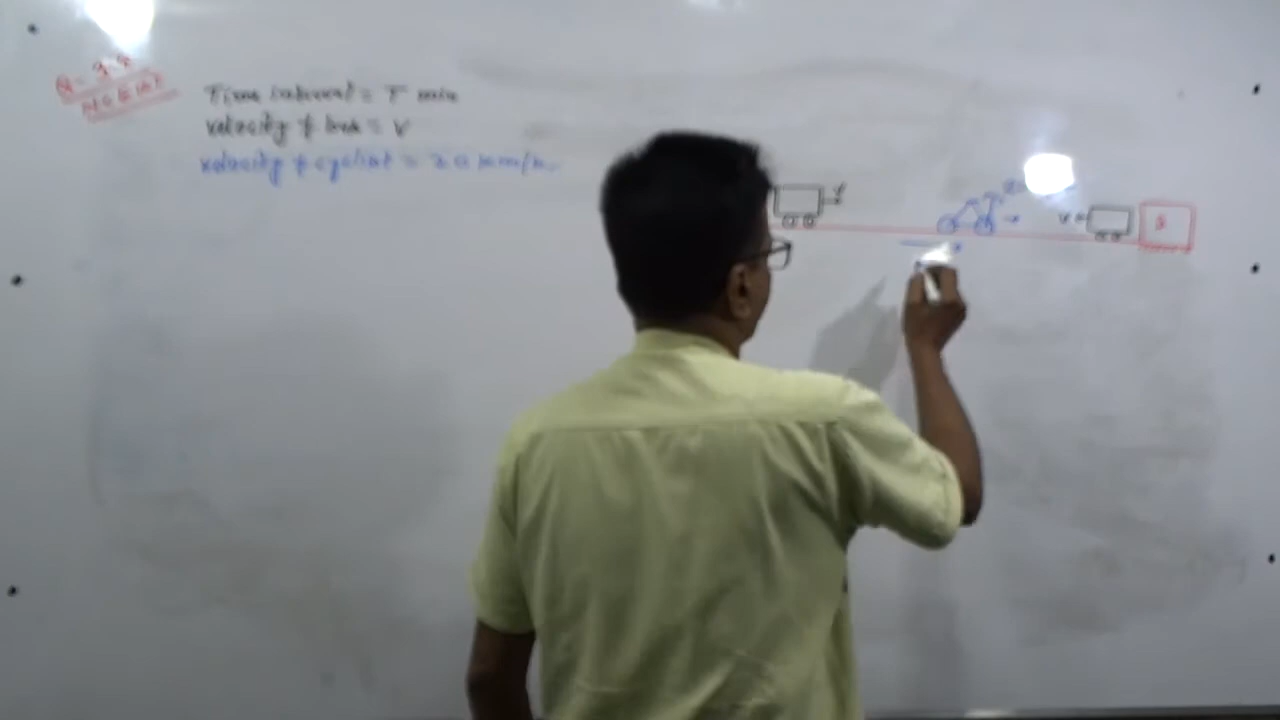 Time interval = T min
velocity of bus = V
velocity of cyclist = 20 km/h.
V
V
B